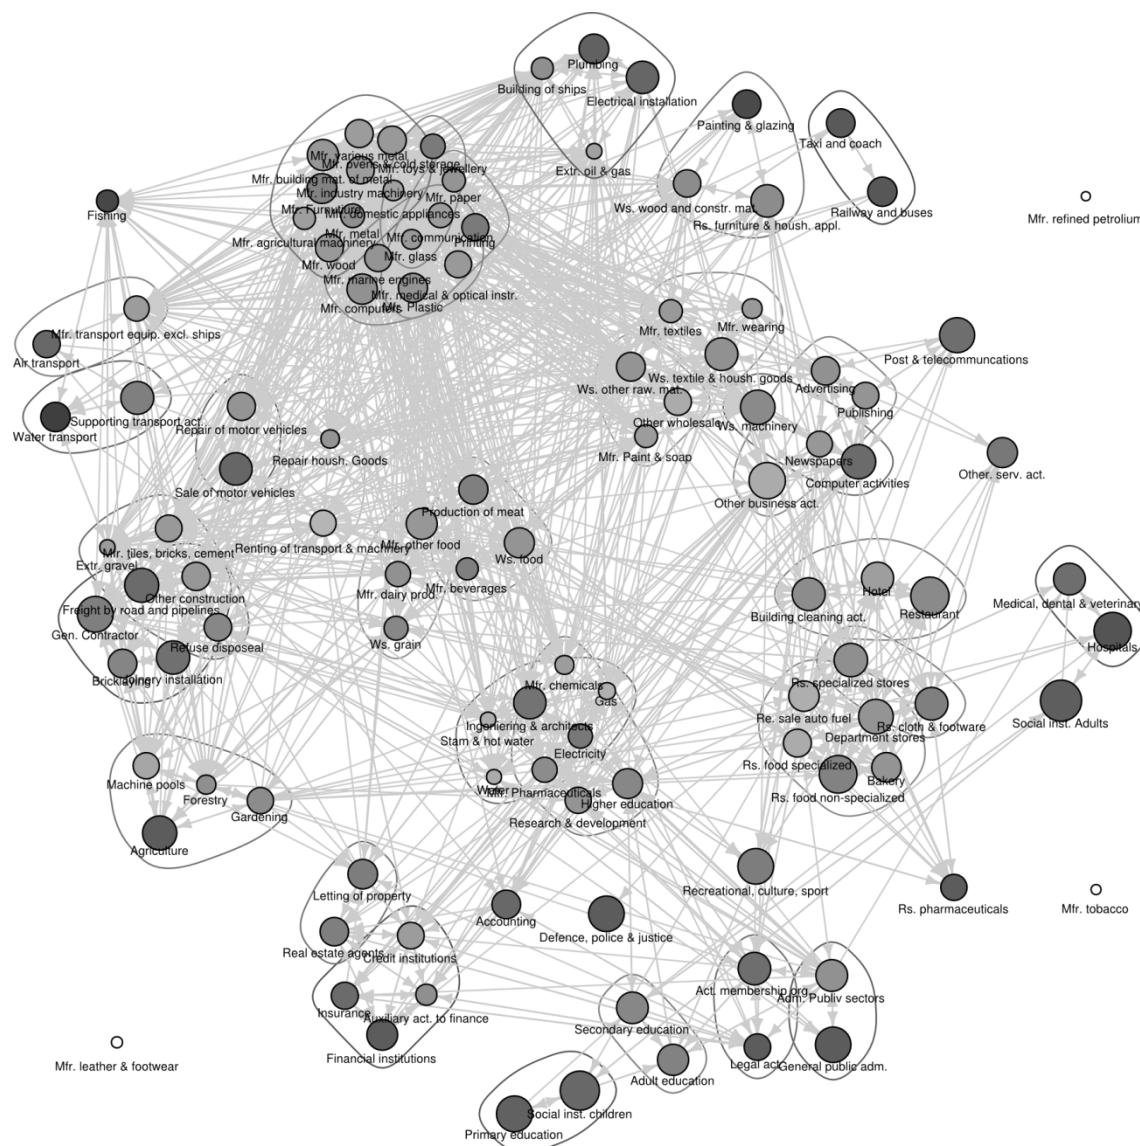 Plumbing
Building of ships
Electrical installation
Painting & glazing
Taxi and coach
Extr. oil & gas
Mfr. various metal
Mfr. ovens & cold storage
Mfr. toys & jewellery
Mfr. building mat. of metal
Mfr. industry machinery
Mfr. paper
Fishing
Ws. wood and constr. mat.
Railway and buses
Mfr. refined petrolium
Mfr. Furnuiture
Mfr. domestic appliances
Rs. furniture & housh. appl.
Mfr. metal
Mfr. communication
Printing
Mfr. agricultural machinery
Mfr. glass
Mfr. wood
Mfr. marine engines
Mfr. medical & optical instr.
Mfr. computers
Mfr. Plastic
Mfr. transport equip. excl. ships
Mfr. textiles
Mfr. wearing
Air transport
Post & telecommuncations
Ws. textile & housh. goods
Ws. other raw. mat.
Advertising
Publishing
Supporting transport act.
Other wholesale
Ws. machinery
Water transport
Repair of motor vehicles
Repair housh. Goods
Mfr. Paint & soap
Newspapers
Other. serv. act.
Computer activities
Sale of motor vehicles
Other business act.
Production of meat
Mfr. tiles, bricks, cement
Renting of transport & machinery
Mfr. other food
Ws. food
Extr. gravel
Other construction
Mfr. dairy prod.
Mfr. beverages
Hotel
Freight by road and pipelines
Building cleaning act.
Restaurant
Medical, dental & veterinary
Gen. Contractor
Refuse disposeal
Ws. grain
Hospitals
Bricklaying
Joinery installation
Mfr. chemicals
Rs. specialized stores
Gas
Re. sale auto fuel
Rs. cloth & footware
Social inst. Adults
Ingeniering & architects
Department stores
Stam & hot water
Electricity
Rs. food specialized
Machine pools
Forestry
Water
Mfr. Pharmaceuticals
Bakery
Gardening
Higher education
Rs. food non-specialized
Research & development
Agriculture
Letting of property
Recreational, culture, sport
Accounting
Rs. pharmaceuticals
Mfr. tobacco
Defence, police & justice
Real estate agents
Credit institutions
Act. membership org.
Adm. Publiv sectors
Insurance
Auxiliary act. to finance
Secondary education
Financial institutions
Legal act.
General public adm.
Mfr. leather & footwear
Adult education
Social inst. children
Primary education